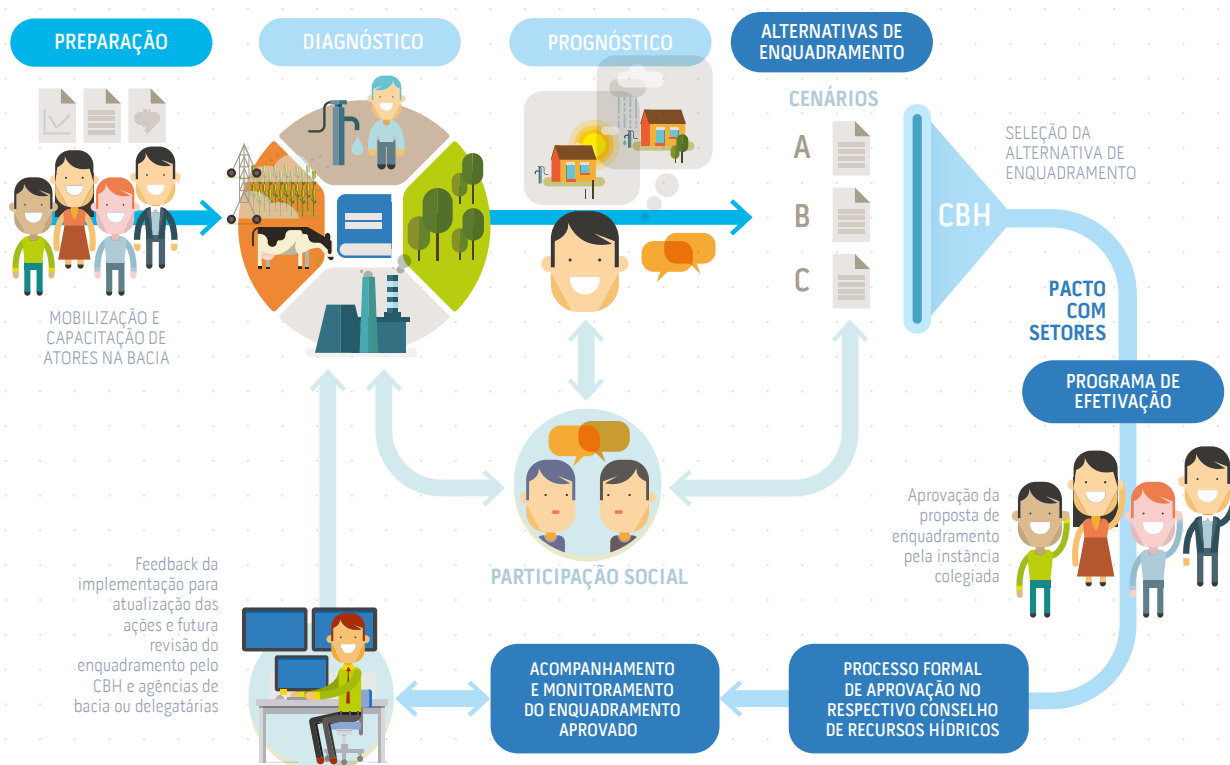 PREPARAÇÃO
DIAGNÓSTICO
PROGNÓSTICO
ALTERNATIVAS DE
ENQUADRAMENTO
CENÁRIOS
A
B
C
CBH
SELEÇÃO DA
ALTERNATIVA DE
ENQUADRAMENTO
MOBILIZAÇÃO E
CAPACITAÇÃO DE
ATORES NA BACIA
PACTO
COM
SETORES
PROGRAMA DE
EFETIVAÇÃO
Aprovação da
proposta de
enquadramento
pela instância
colegiada
PARTICIPAÇÃO SOCIAL
Feedback da
implementação para
atualização das
ações e futura
revisão do
enquadramento pelo
CBH e agências de
bacia ou delegatárias
ACOMPANHAMENTO
E MONITORAMENTO
DO ENQUADRAMENTO
APROVADO
PROCESSO FORMAL
DE APROVAÇÃO NO
RESPECTIVO CONSELHO
DE RECURSOS HÍDRICOS